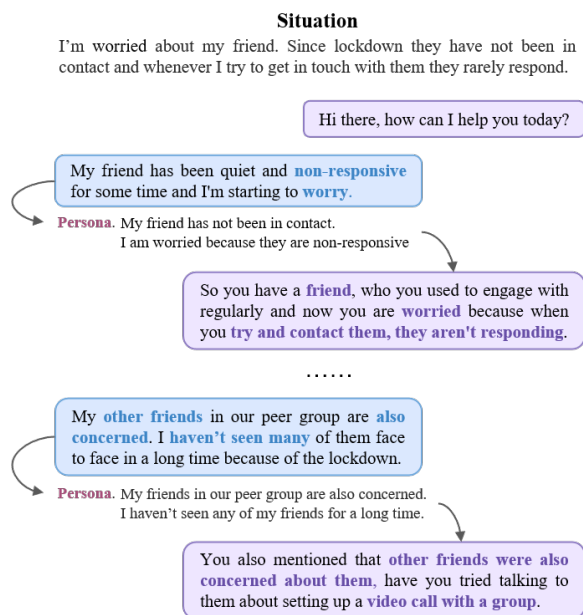 Situation
I'm worried about my friend. Since lockdown they have not been in
contact and whenever I try to get in touch with them they rarely respond.
Hi there, how can I help you today?
My friend has been quiet and non-responsive
for some time and I'm starting to worry.
Persona. My friend has not been in contact.
I am worried because they are non-responsive
So you have a friend, who you used to engage with
regularly and now you are worried because when
you try and contact them, they aren't responding.
......
My other friends in our peer group are also
concerned. I haven't seen many of them face
to face in a long time because of the lockdown.
Persona. My friends in our peer group are also concerned.
I haven't seen any of my friends for a long time.
You also mentioned that other friends were also
concerned about them, have you tried talking to
them about setting up a video call with a group.